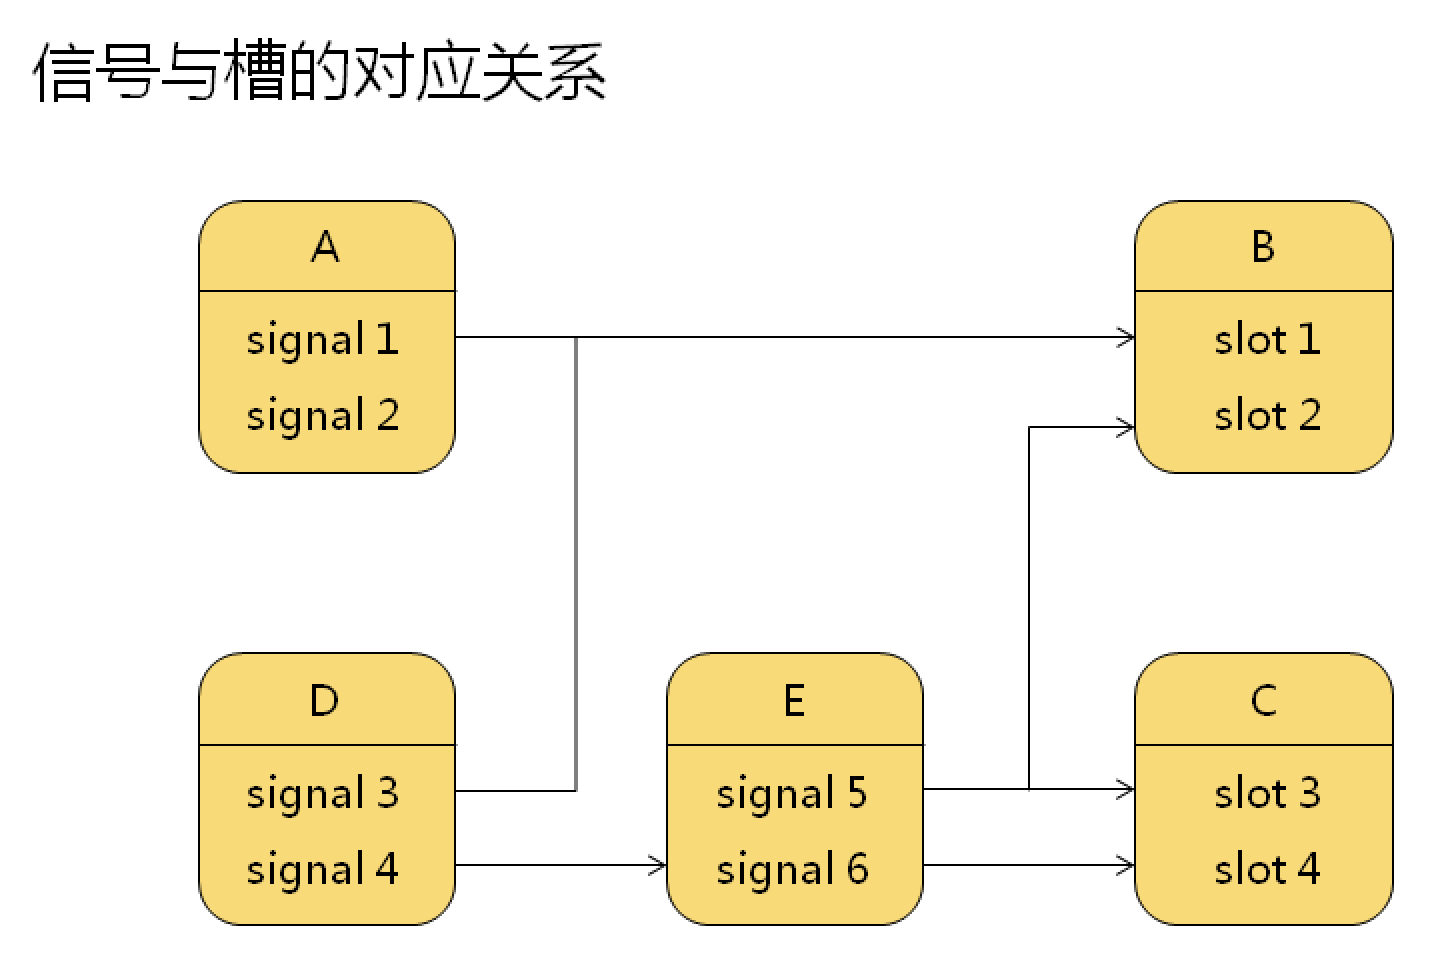 信号与槽的对应关系
A
signal 1
signal 2
B
slot 1
slot 2
D
signal 3
signal 4
E
signal 5
signal 6
C
slot 3
slot 4